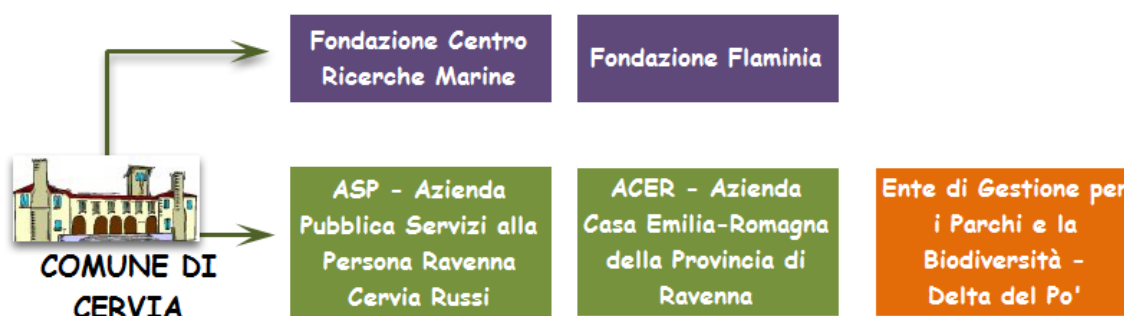 Fondazione Centro
Ricerche Marine
Fondazione Flaminia
COMUNE DI
CERVIA
ASP - Azienda
Pubblica Servizi alla
Persona Ravenna
Cervia Russi
ACER - Azienda
Casa Emilia-Romagna
della Provincia di
Ravenna
Ente di Gestione per
i Parchi e la
Biodiversità -
Delta del Po'